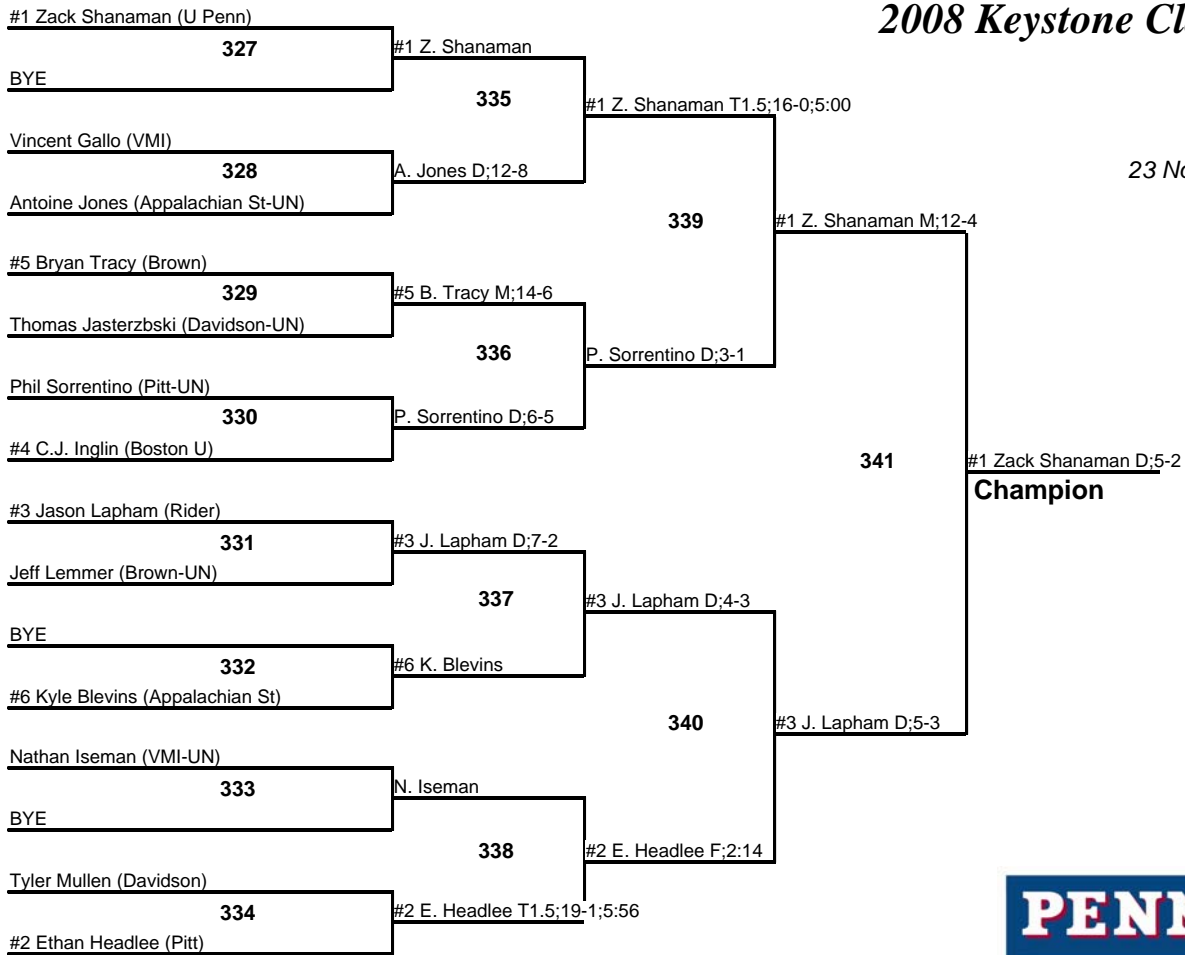 2008 Keystone Cl
23 No
#1 Zack Shanaman (U Penn)
327
BYE
#1 Z. Shanaman
335
Vincent Gallo (VMI)
328
Antoine Jones (Appalachian St-UN)
A. Jones D;12-8
#1 Z. Shanaman T1.5;16-0;5:00
339
#5 Bryan Tracy (Brown)
329
Thomas Jasterzbski (Davidson-UN)
#5 B. Tracy M;14-6
336
Phil Sorrentino (Pitt-UN)
330
#4 C.J. Inglin (Boston U)
P. Sorrentino D;6-5
P. Sorrentino D;3-1
#1 Z. Shanaman M;12-4
341
#1 Zack Shanaman D;5-2
Champion
#3 Jason Lapham (Rider)
331
Jeff Lemmer (Brown-UN)
#3 J. Lapham D;7-2
337
BYE
332
#6 Kyle Blevins (Appalachian St)
#6 K. Blevins
#3 J. Lapham D;4-3
340
#3 J. Lapham D;5-3
Nathan Iseman (VMI-UN)
333
BYE
N. Iseman
338
#2 E. Headlee F;2:14
Tyler Mullen (Davidson)
334
#2 Ethan Headlee (Pitt)
#2 E. Headlee T1.5;19-1;5:56
PENN